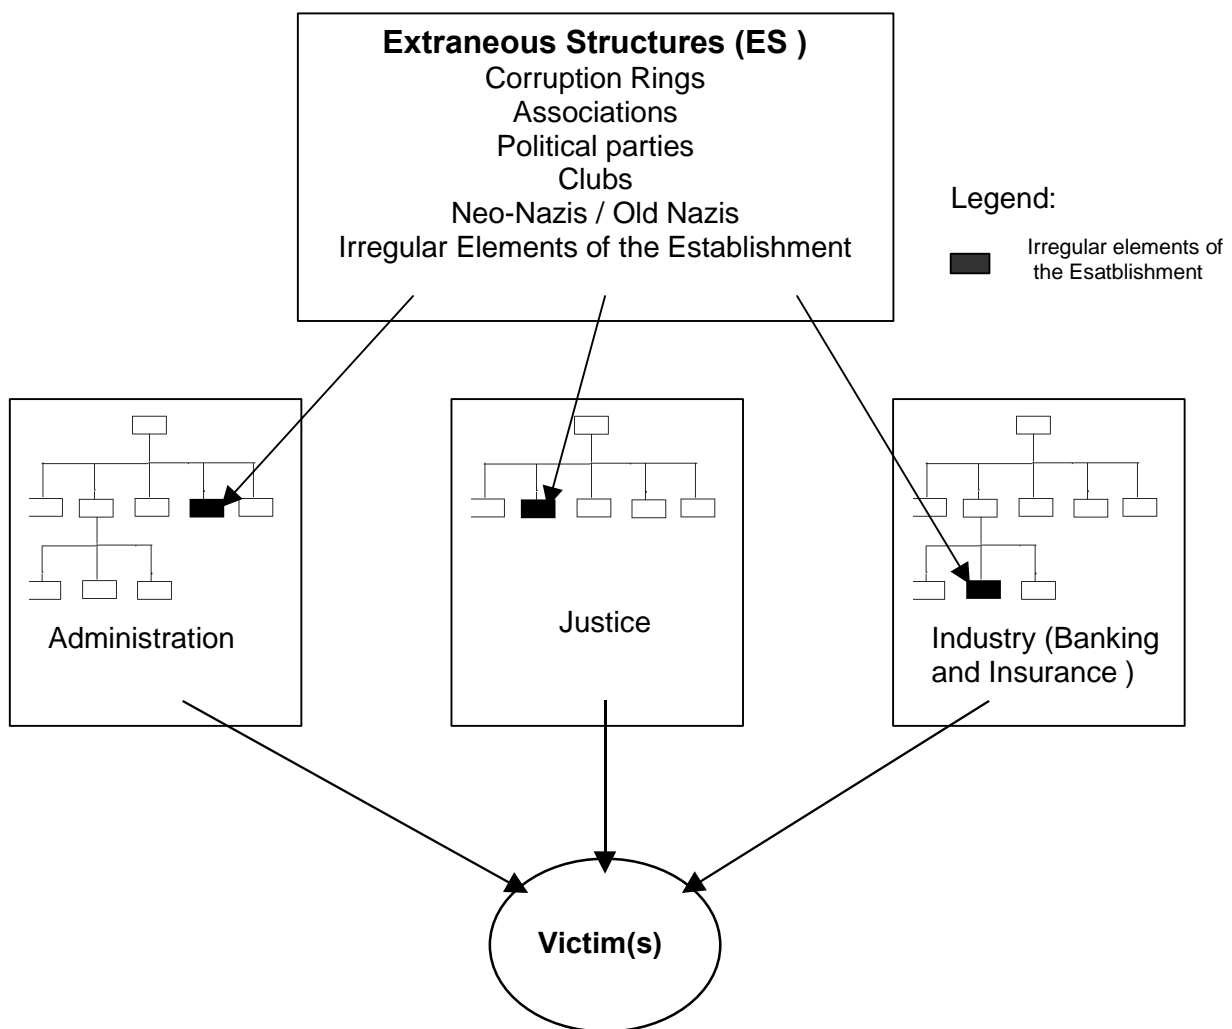 Extraneous Structures (ES )
Corruption Rings
Associations
Political parties
Clubs
Neo-Nazis / Old Nazis
Irregular Elements of the Establishment
Legend:
Irregular elements of
the Esatblishment
Administration
Justice
Industry (Banking
and Insurance )
Victim(s)